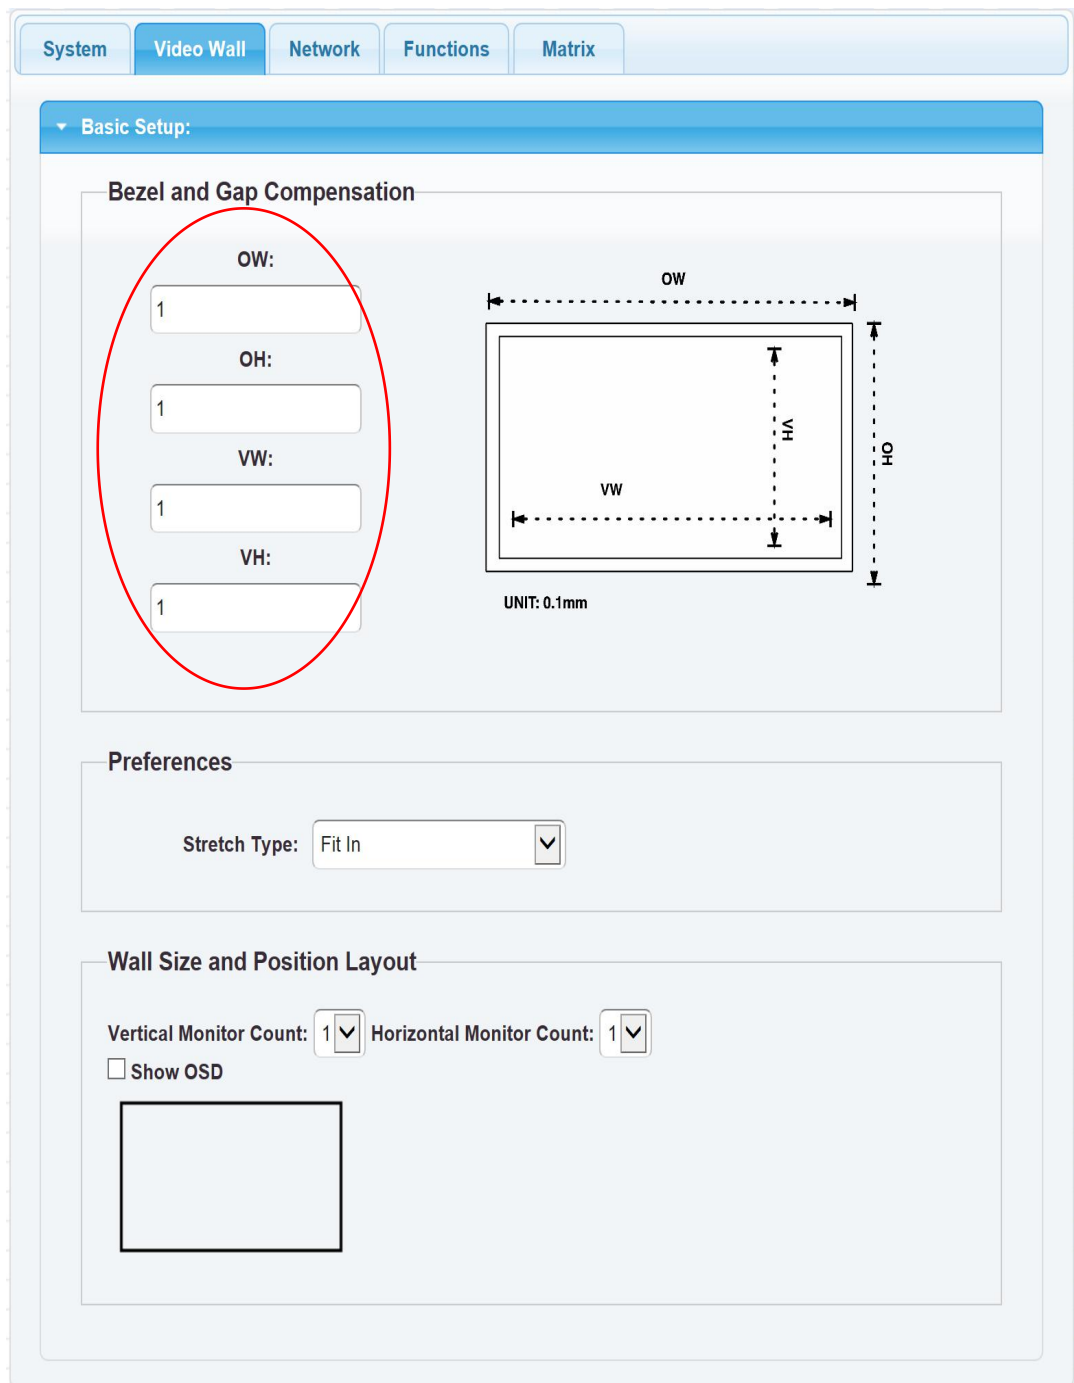 System Video Wall Network Functions Matrix
Basic Setup:
Bezel and Gap Compensation
OW:
1
OH:
1
VW:
1
VH:
1
OW
VH
OH
VW
UNIT: 0.1mm
Preferences
Stretch Type: Fit In
Wall Size and Position Layout
Vertical Monitor Count: 1 Horizontal Monitor Count: 1
Show OSD